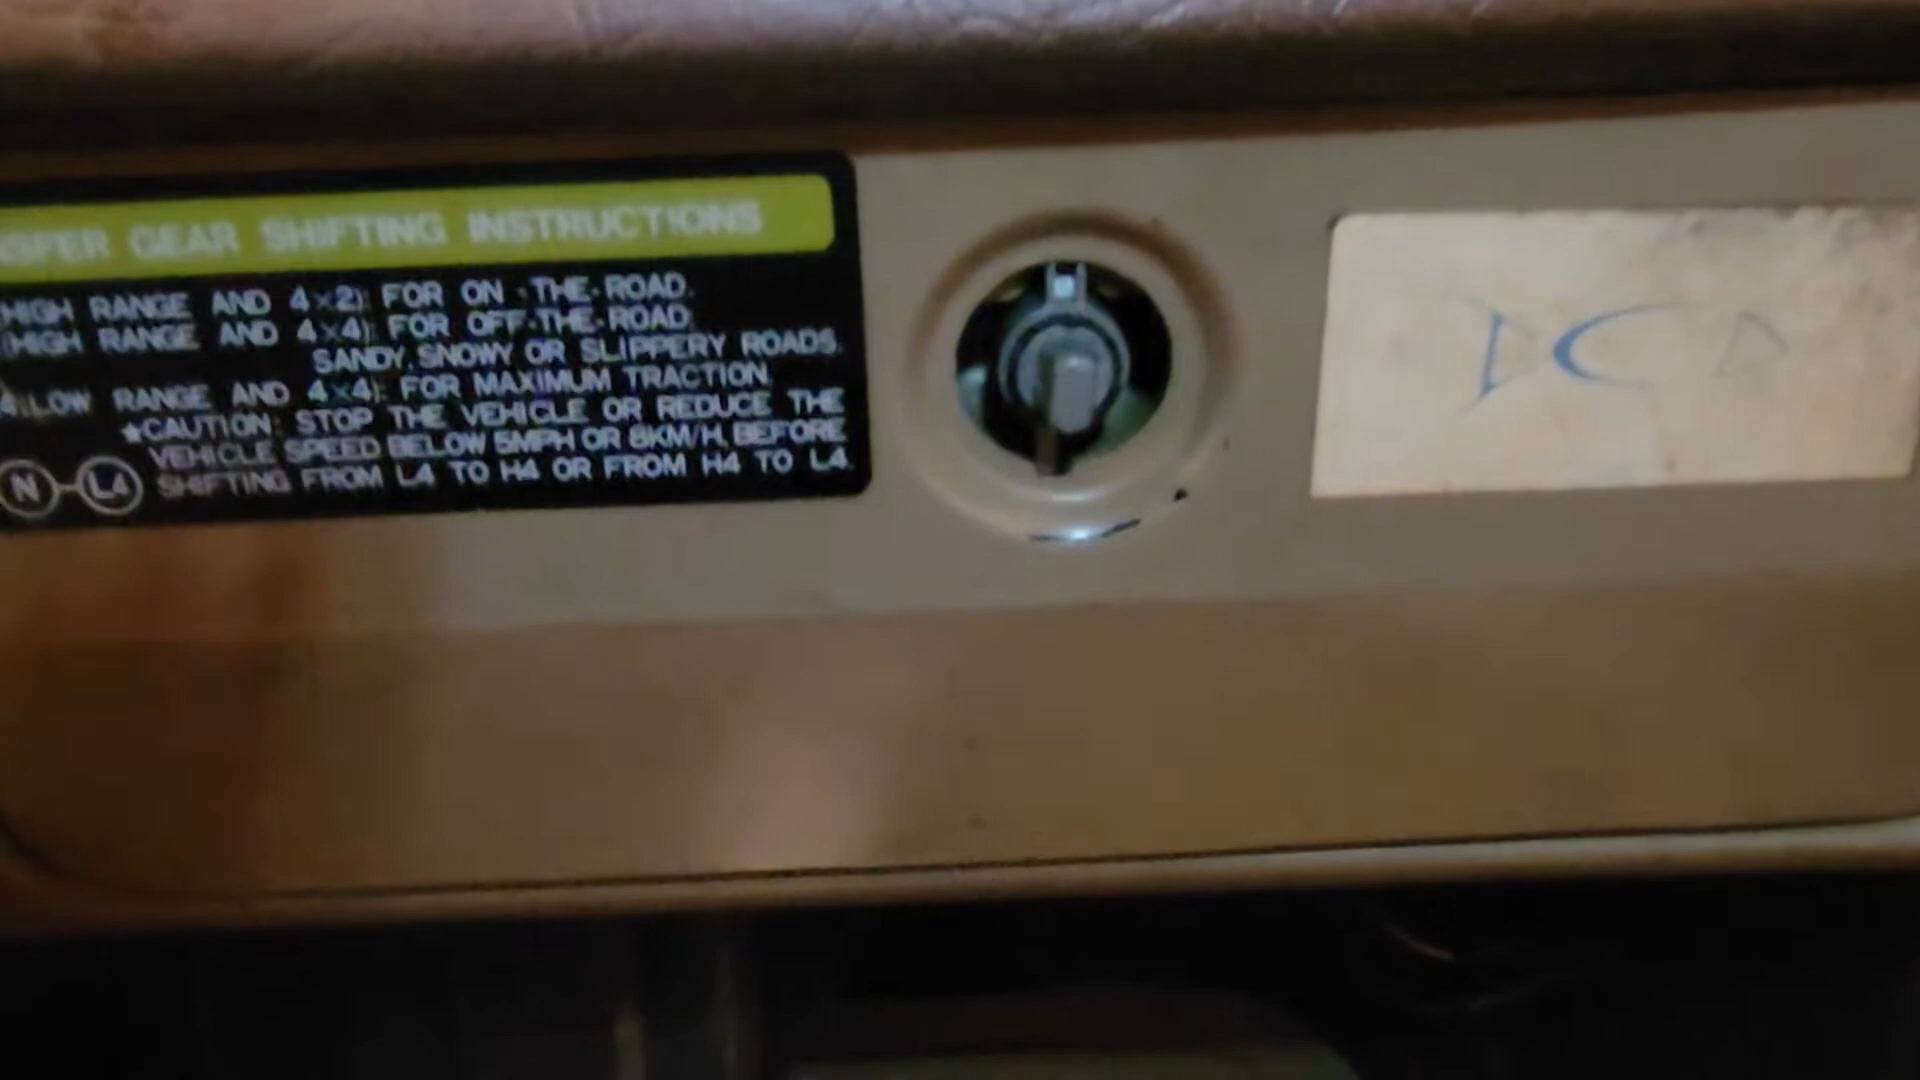 GEAR SHIFTING INSTRUCTIONS
HIGH RANGE AND 4×2): FOR ON-THE-ROAD.
(HIGH RANGE AND 4×4): FOR OFF-THE-ROAD
SANDY, SNOWY OR SLIPPERY ROADS.
LOW RANGE AND 4×4): FOR MAXIMUM TRACTION.
★CAUTION: STOP THE VEHICLE OR REDUCE THE
VEHICLE SPEED BELOW 5MPH OR 8KM/H, BEFORE
N-L4 SHIFTING FROM L4 TO H4 OR FROM H4 TO L4.